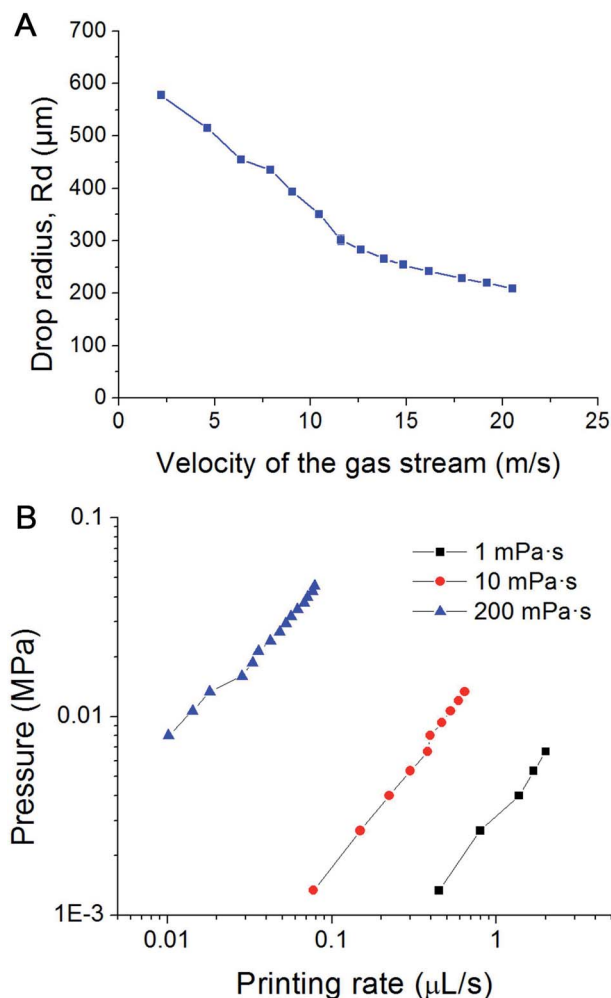 A
700
600
500
400
300
200
100
0
Drop radius, Rd (µm)
0 5 10 15 20 25
Velocity of the gas stream (m/s)
B
0.1
0.01
1E-3
Pressure (MPa)
1 mPa·s
10 mPa·s
200 mPa·s
0.01 0.1 1
Printing rate (µL/s)